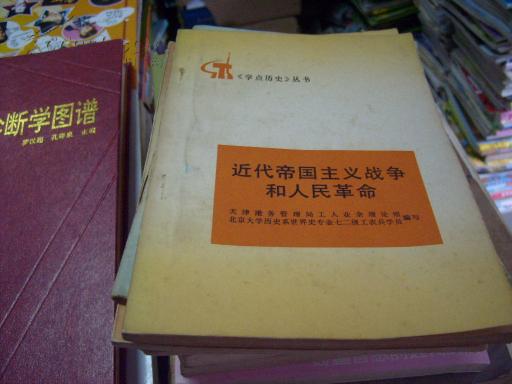 《学点历史》丛书
近代帝国主义战争
和人民革命
天津港务管理局工人业余理论组
北京大学历史系世界史专业七二级工农兵学员
编写
断学图谱
主编